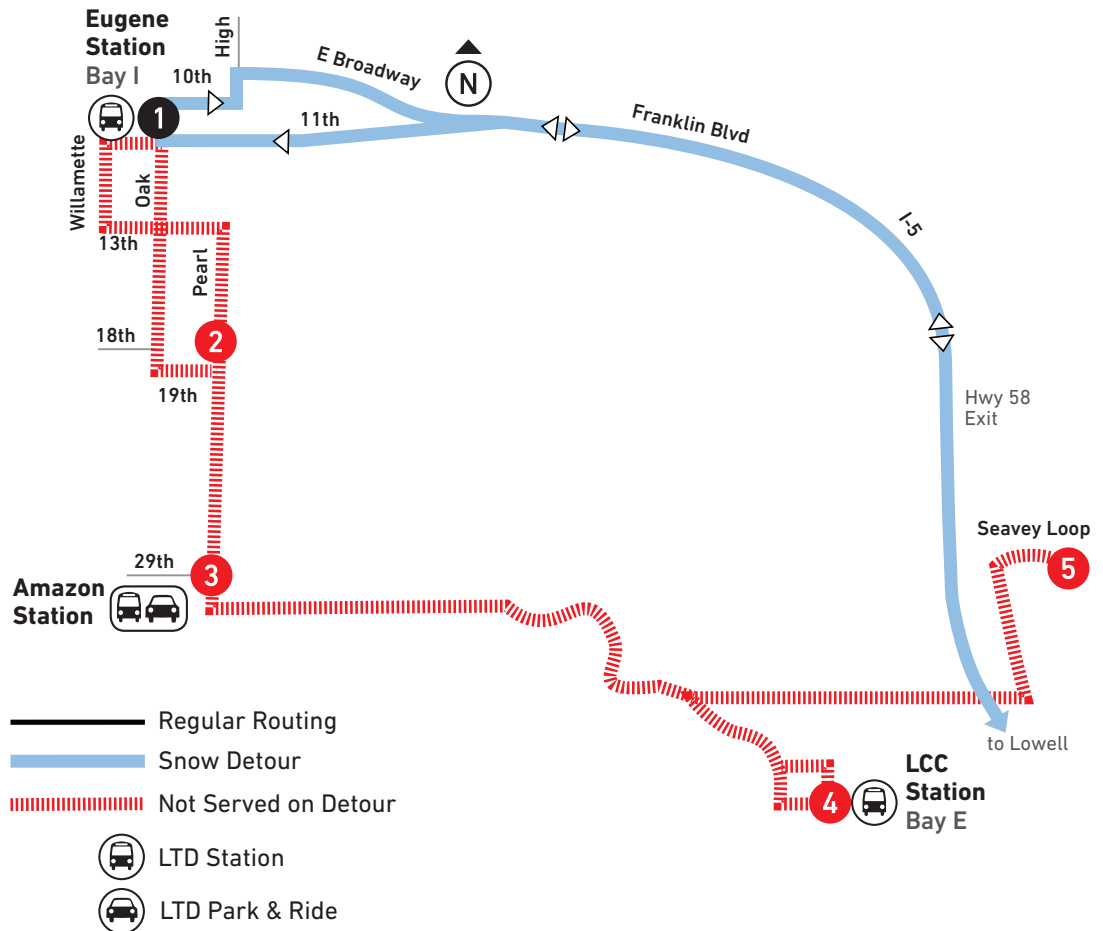 Eugene
Station
Bay I
10th
High
E Broadway
N
1
11th
Franklin Blvd
Willamette
Oak
13th
Pearl
I-5
18th
2
19th
Hwy 58
Exit
Seavey Loop
5
29th
3
Amazon
Station
Regular Routing
Snow Detour
Not Served on Detour
LTD Station
LTD Park & Ride
to Lowell
4
LCC
Station
Bay E